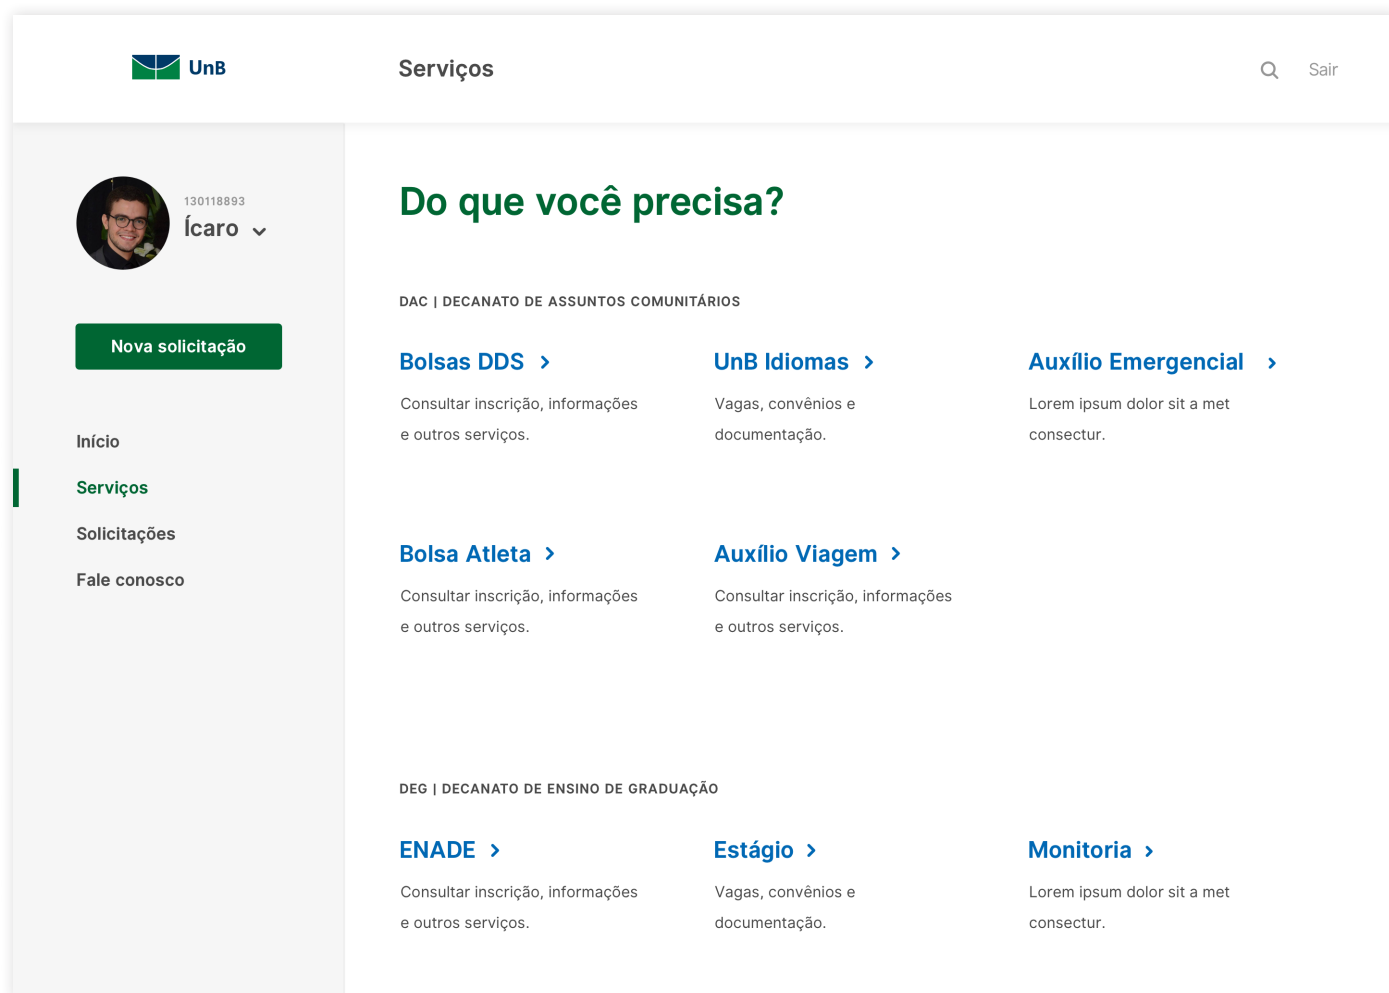 UnB
Serviços
Sair
130118893
Ícaro
Nova solicitação
Início
Serviços
Solicitações
Fale conosco
Do que você precisa?
DAC | DECANATO DE ASSUNTOS COMUNITÁRIOS
Bolsas DDS
Consultar inscrição, informações
e outros serviços.
UnB Idiomas
Vagas, convênios e
documentação.
Auxílio Emergencial
Lorem ipsum dolor sit a met
consectur.
Bolsa Atleta
Consultar inscrição, informações
e outros serviços.
Auxílio Viagem
Consultar inscrição, informações
e outros serviços.
DEG | DECANATO DE ENSINO DE GRADUAÇÃO
ENADE
Consultar inscrição, informações
e outros serviços.
Estágio
Vagas, convênios e
documentação.
Monitoria
Lorem ipsum dolor sit a met
consectur.